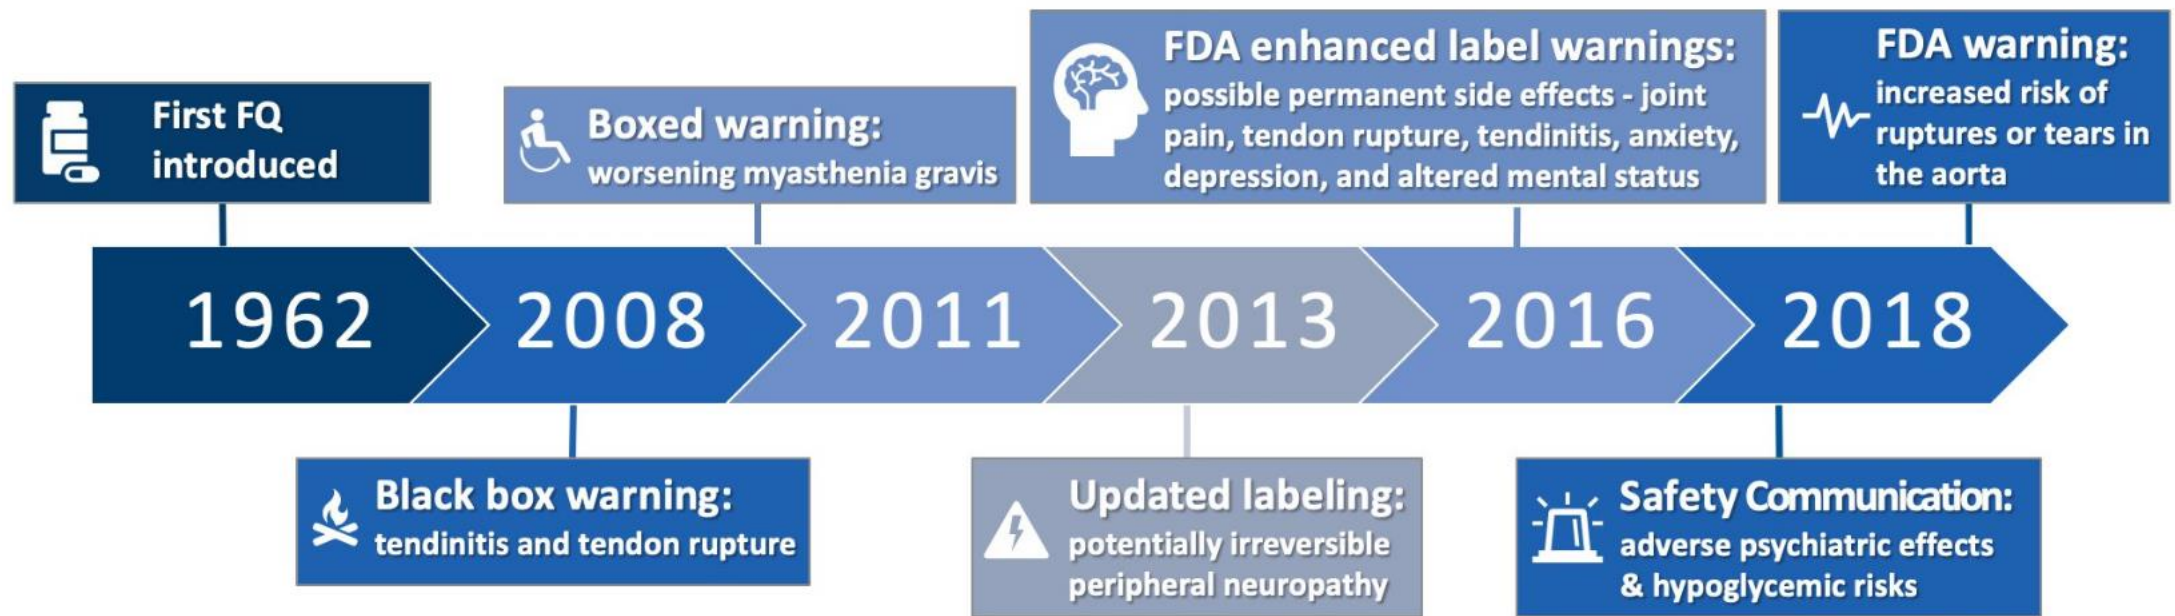 First FQ
introduced
Boxed warning:
worsening myasthenia gravis
FDA enhanced label warnings:
possible permanent side effects - joint
pain, tendon rupture, tendinitis, anxiety,
depression, and altered mental status
FDA warning:
increased risk of
ruptures or tears in
the aorta
1962
2008
2011
2013
2016
2018
Black box warning:
tendinitis and tendon rupture
Updated labeling:
potentially irreversible
peripheral neuropathy
Safety Communication:
adverse psychiatric effects
& hypoglycemic risks